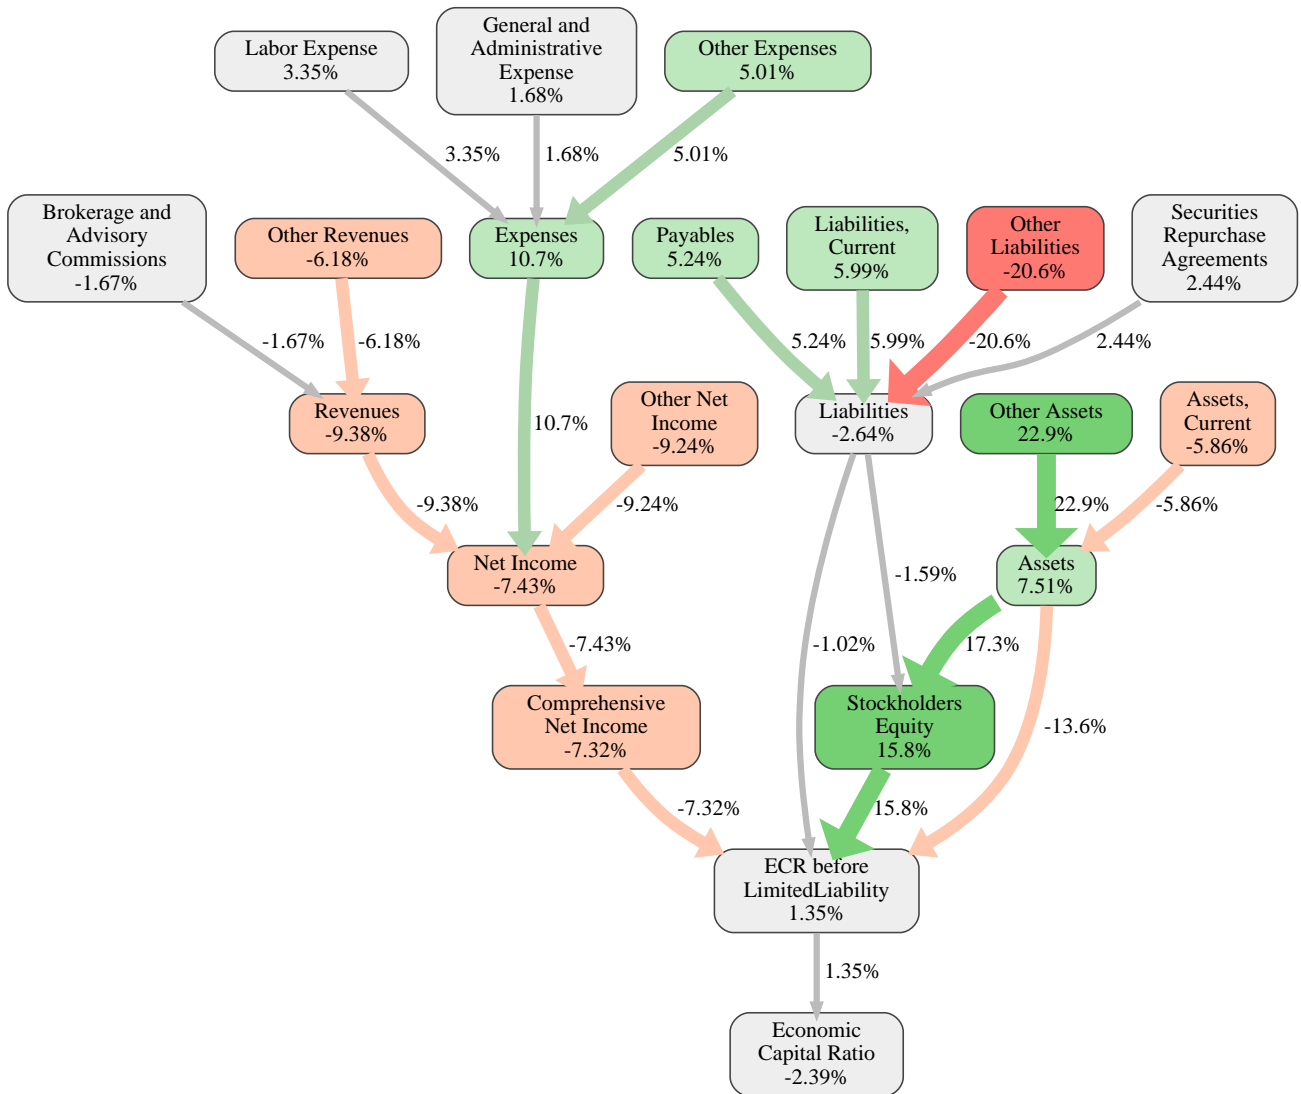 Labor Expense
3.35%
General and
Administrative
Expense
1.68%
Other Expenses
5.01%
3.35%
1.68%
5.01%
Brokerage and
Advisory
Commissions
-1.67%
Other Revenues
-6.18%
Expenses
10.7%
Payables
5.24%
Liabilities,
Current
5.99%
Other
Liabilities
-20.6%
Securities
Repurchase
Agreements
2.44%
-1.67%
-6.18%
5.24%
5.99%
-20.6%
2.44%
Revenues
-9.38%
10.7%
Other Net
Income
-9.24%
Liabilities
-2.64%
Other Assets
22.9%
Assets,
Current
-5.86%
-9.38%
-9.24%
22.9%
-5.86%
Net Income
-7.43%
-1.59%
Assets
7.51%
-7.43%
-1.02%
17.3%
Comprehensive
Net Income
-7.32%
Stockholders
Equity
15.8%
-13.6%
-7.32%
15.8%
ECR before
LimitedLiability
1.35%
1.35%
Economic
Capital Ratio
-2.39%